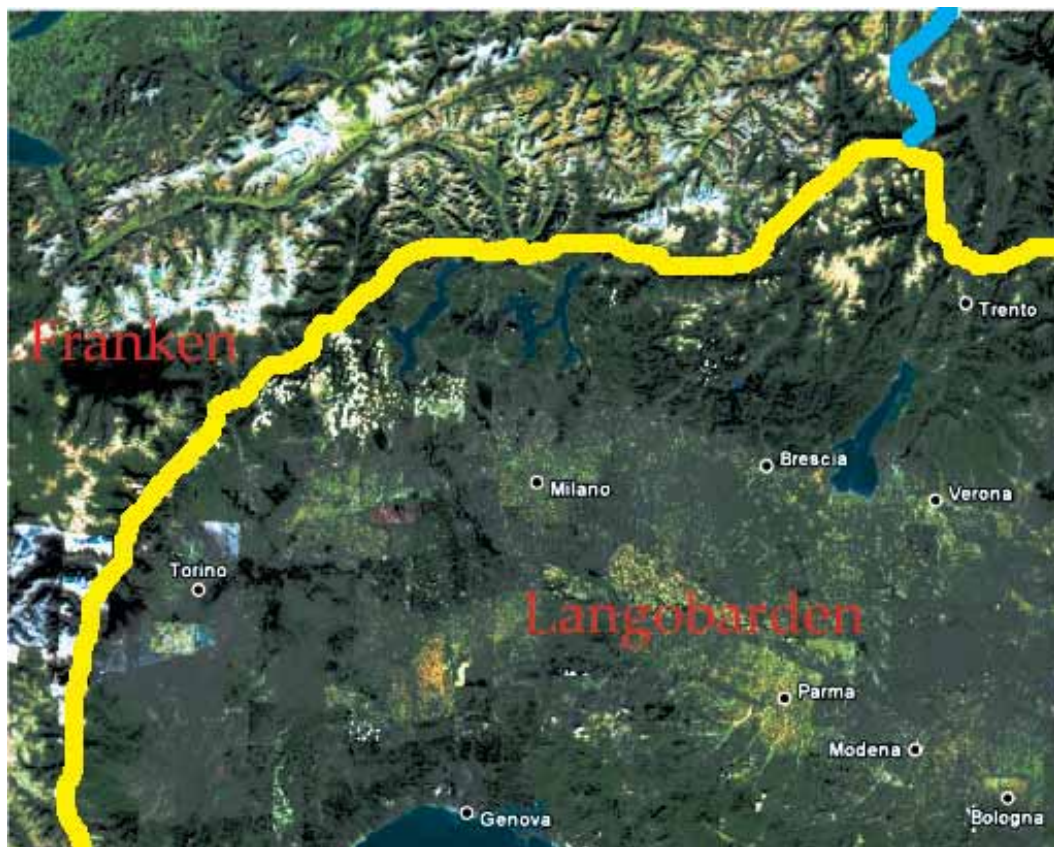 Trento
Franken
Brescia
Milano
Verona
Torino
Langobarden
Parma
Modena
Genova
Bologna